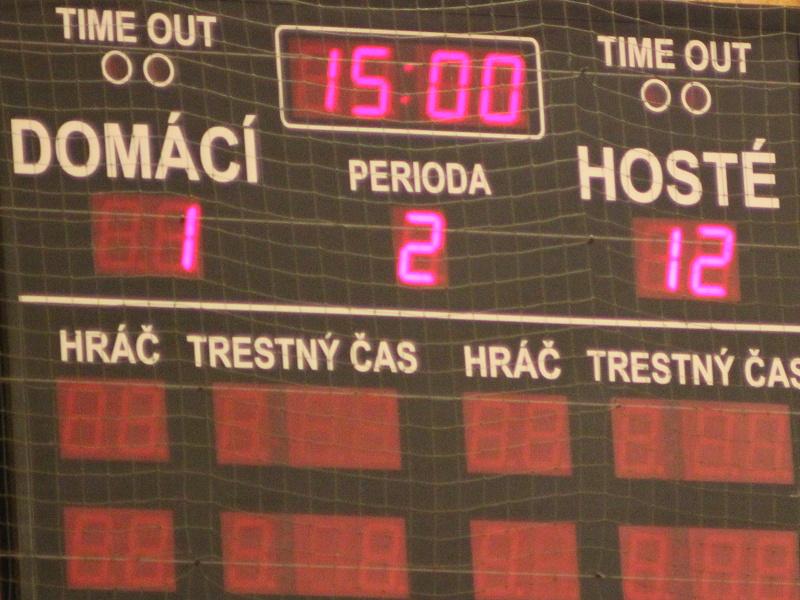 TIME OUT
15:00
TIME OUT
DOMÁCÍ
PERIODA
HOSTÉ
1
2
12
HRÁČ TRESTNÝ ČAS HRÁČ TRESTNÝ ČAS